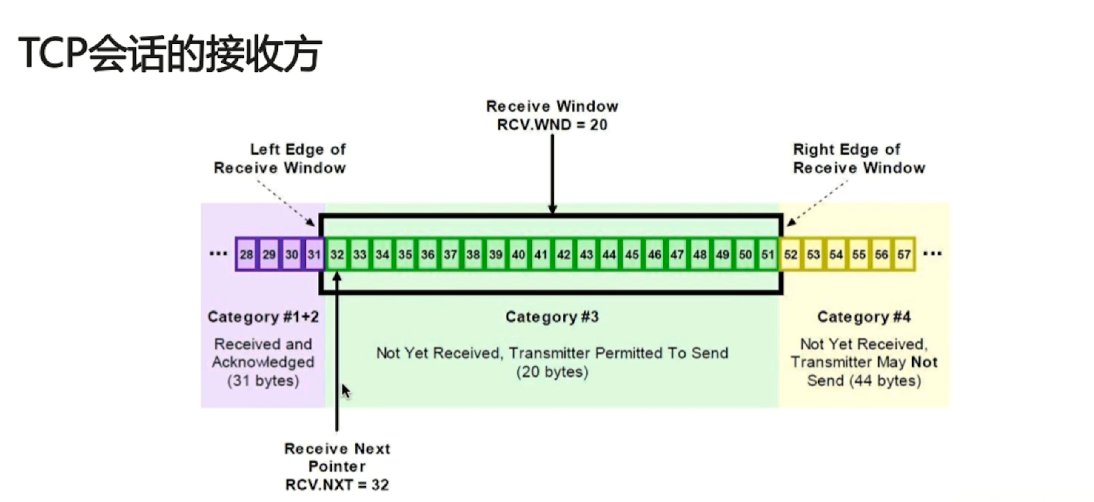 TCP会话的接收方
Receive Window
RCV.WND = 20
Left Edge of
Receive Window
Right Edge of
Receive Window
... 28 29 30 31 32 33 34 35 36 37 38 39 40 41 42 43 44 45 46 47 48 49 50 51 52 53 54 55 56 57 ...
Category #1+2
Received and
Acknowledged
(31 bytes)
Category #3
Not Yet Received, Transmitter Permitted To Send
(20 bytes)
Category #4
Not Yet Received,
Transmitter May Not
Send (44 bytes)
Receive Next
Pointer
RCV.NXT = 32